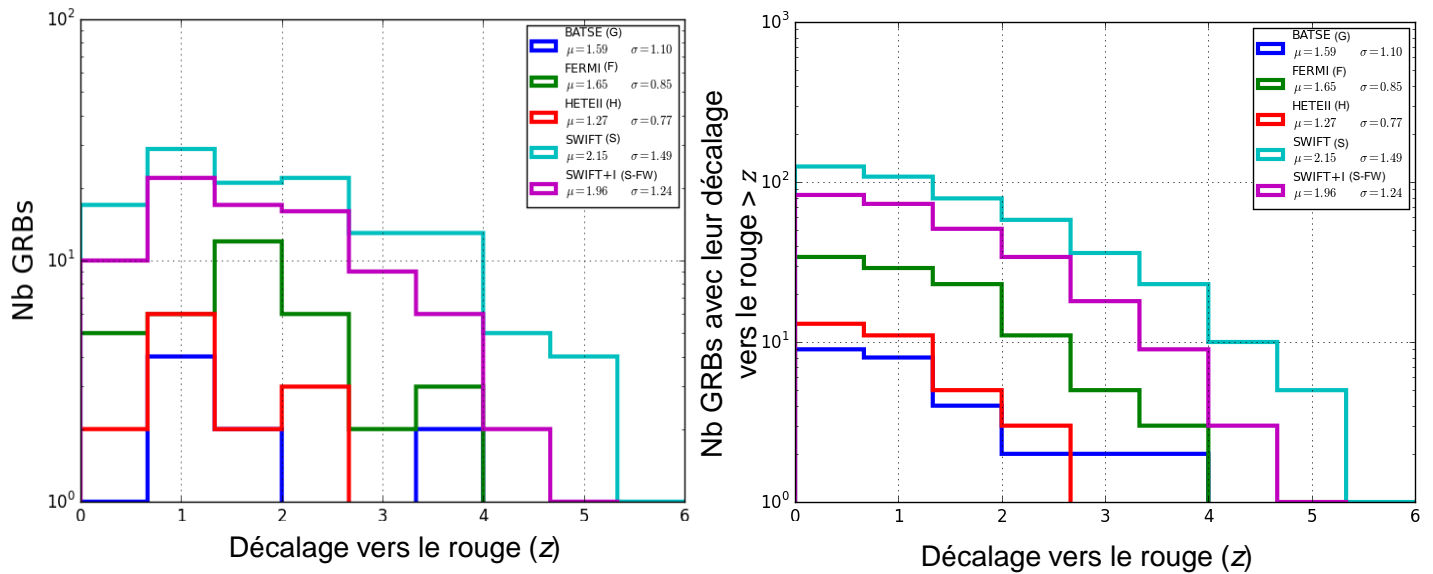 10²
10¹
10⁰
Nb GRBs
BATSE (G)
μ=1.59 σ=1.10
FERMI (F)
μ=1.65 σ=0.85
HETEII (H)
μ=1.27 σ=0.77
SWIFT (S)
μ=2.15 σ=1.49
SWIFT+I (S-FW)
μ=1.96 σ=1.24
0 1 2 3 4 5 6
Décalage vers le rouge (z)
10³
10²
10¹
10⁰
Nb GRBs avec leur décalage
vers le rouge > z
BATSE (G)
μ=1.59 σ=1.10
FERMI (F)
μ=1.65 σ=0.85
HETEII (H)
μ=1.27 σ=0.77
SWIFT (S)
μ=2.15 σ=1.49
SWIFT+I (S-FW)
μ=1.96 σ=1.24
0 1 2 3 4 5 6
Décalage vers le rouge (z)